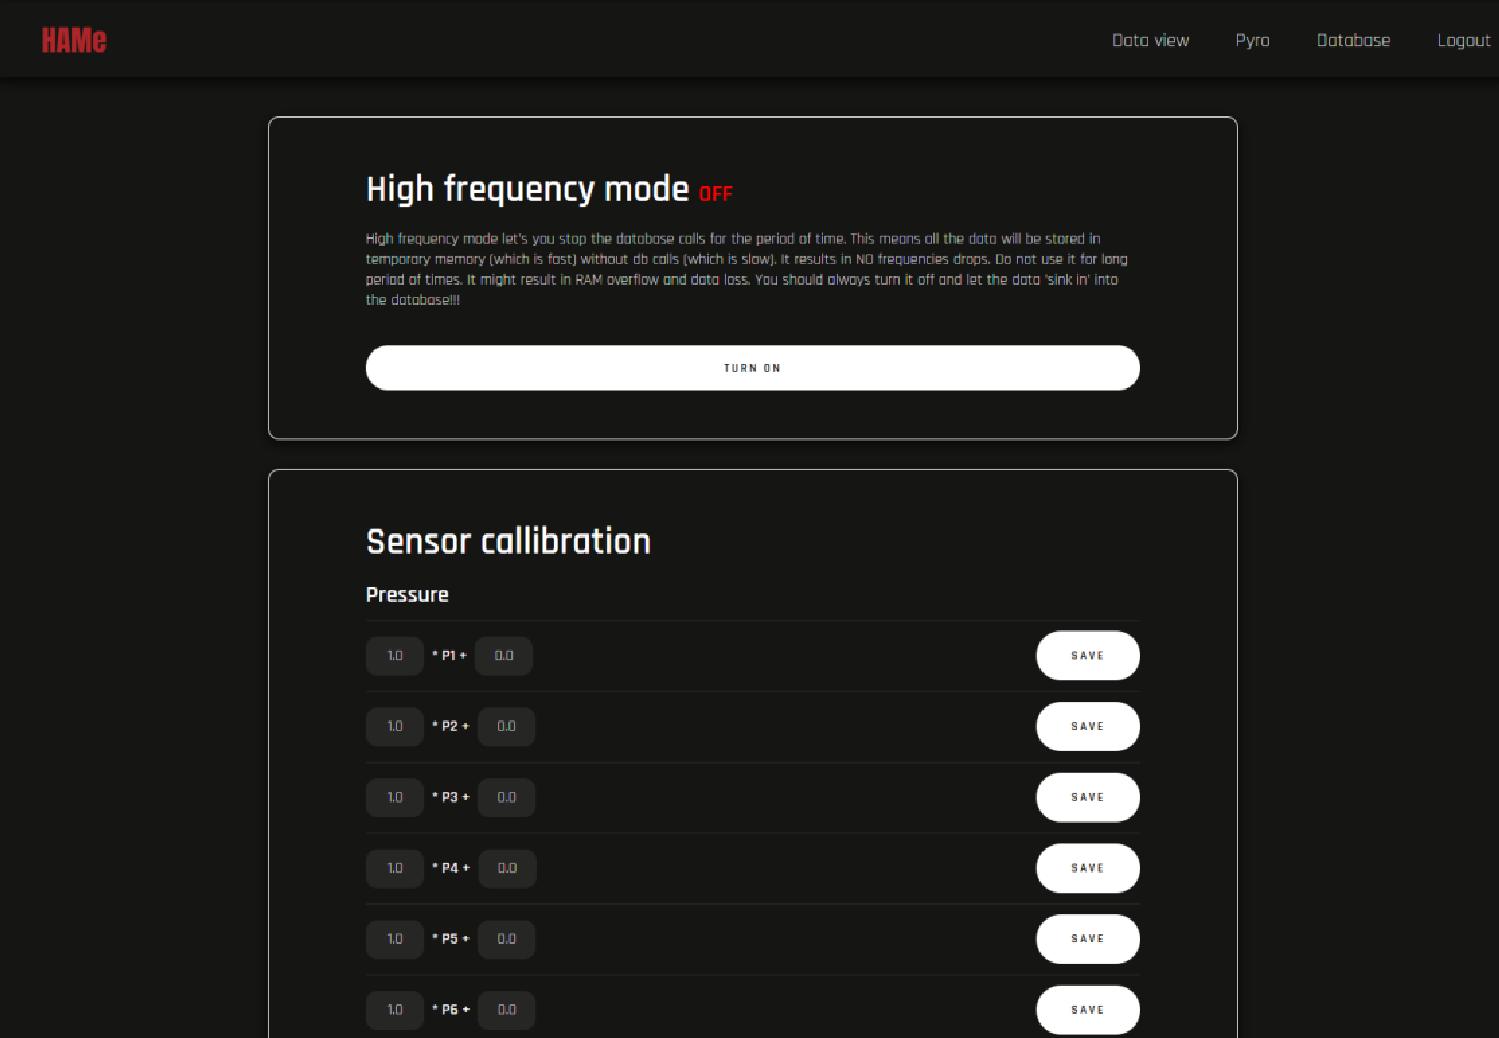 HAMe
Data view
Pyro
Database
Logout
High frequency mode OFF
High frequency mode let's you stop the database calls for the period of time. This means all the data will be stored in
temporary memory (which is fast) without db calls (which is slow). It results in NO frequencies drops. Do not use it for long
period of times. It might result in RAM overflow and data loss. You should always turn it off and let the data 'sink in' into
the database!!!
TURN ON
Sensor callibration
Pressure
1.0 * P1 + 0.0 SAVE
1.0 * P2 + 0.0 SAVE
1.0 * P3 + 0.0 SAVE
1.0 * P4 + 0.0 SAVE
1.0 * P5 + 0.0 SAVE
1.0 * P6 + 0.0 SAVE